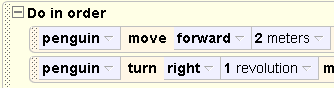 Do in order
penguin move forward 2 meters
penguin turn right 1 revolution